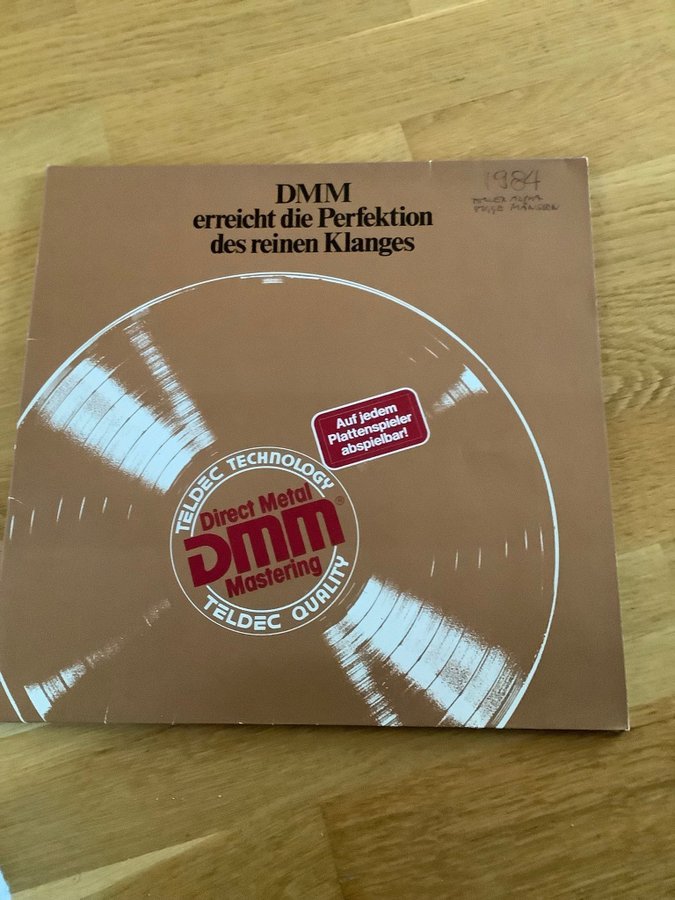 DMM
erreicht die Perfektion
des reinen Klanges
1984
Auf jedem
Plattenspieler
abspielbar!
TELDEC TECHNOLOGY
Direct Metal
DMM®
Mastering
TELDEC QUALITY